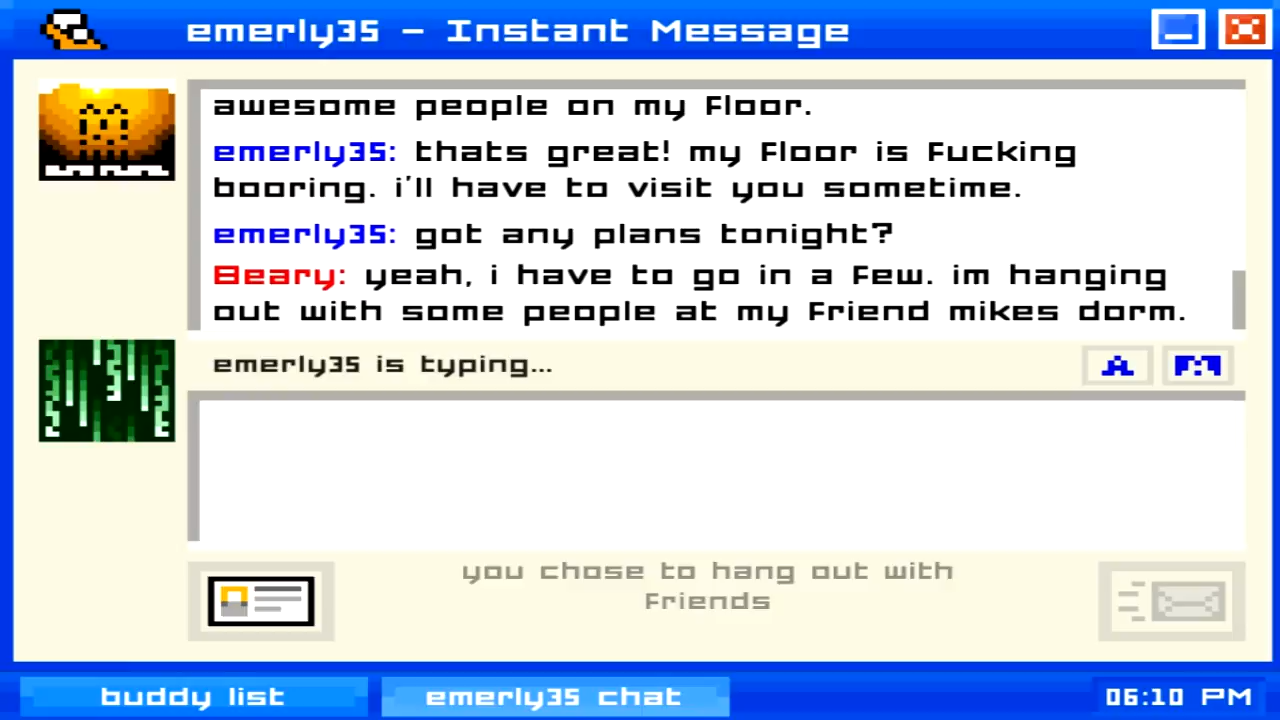 emerly35 - Instant Message
awesome people on my Floor.
emerly35: thats great! my Floor is Fucking
booring. i'll have to visit you sometime.
emerly35: got any plans tonight?
Beary: yeah, i have to go in a Few. im hanging
out with some people at my Friend mikes dorm.
emerly35 is typing...
you chose to hang out with
Friends
buddy list
emerly35 chat
06:10 PM